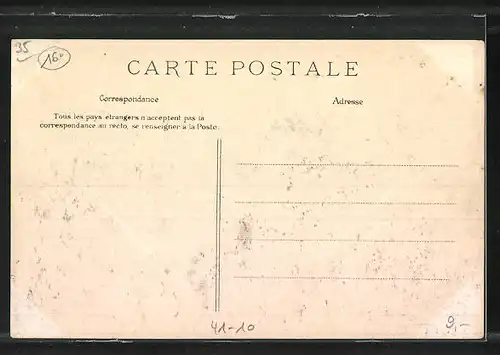 35
160
CARTE POSTALE
Correspondance
Adresse
Tous les pays étrangers n'acceptent pas la
correspondance au recto, se renseigner à la Poste.
41-10
9,-